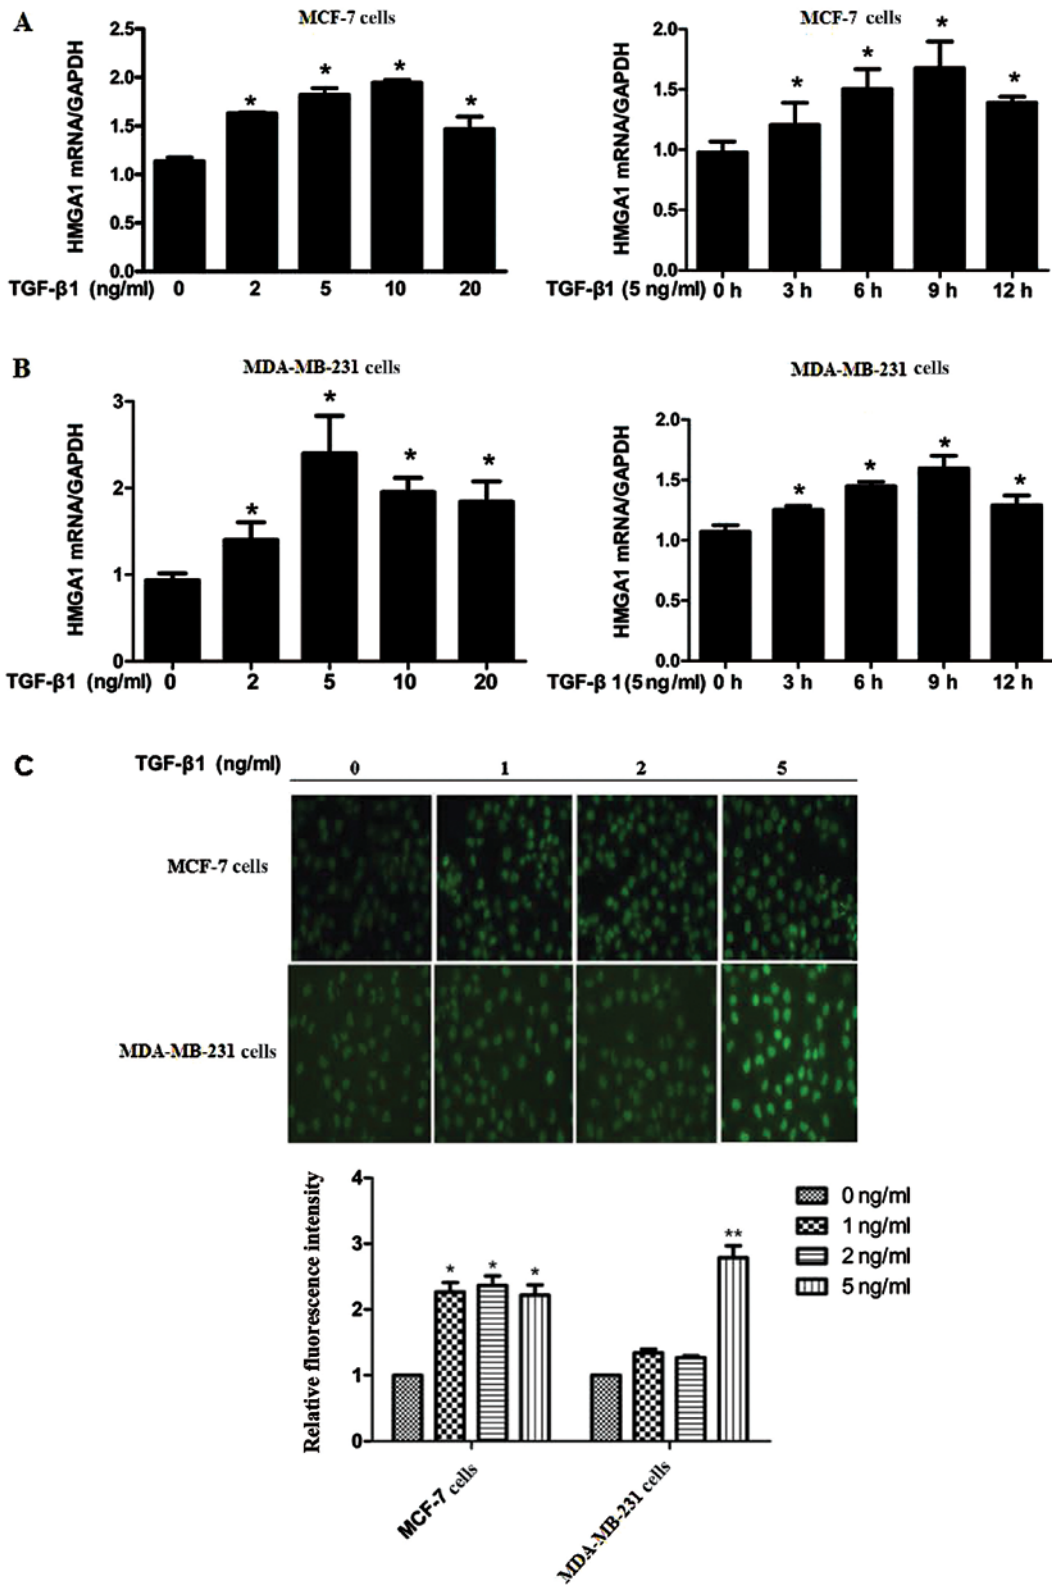 A
MCF-7 cells
HMGA1 mRNA/GAPDH
2.5
2.0
1.5
1.0
0.5
0.0
* * * *
TGF-β1 (ng/ml) 0 2 5 10 20
MCF-7 cells
HMGA1 mRNA/GAPDH
2.0
1.5
1.0
0.5
0.0
* * * *
TGF-β1 (5 ng/ml) 0 h 3 h 6 h 9 h 12 h
B
MDA-MB-231 cells
HMGA1 mRNA/GAPDH
3
2
1
0
* * * *
TGF-β1 (ng/ml) 0 2 5 10 20
MDA-MB-231 cells
HMGA1 mRNA/GAPDH
2.0
1.5
1.0
0.5
0.0
* * * *
TGF-β 1(5 ng/ml) 0 h 3 h 6 h 9 h 12 h
C
TGF-β1 (ng/ml) 0 1 2 5
MCF-7 cells
MDA-MB-231 cells
Relative fluorescence intensity
4
3
2
1
0
* * * **
MCF-7 cells
MDA-MB-231 cells
0 ng/ml
1 ng/ml
2 ng/ml
5 ng/ml